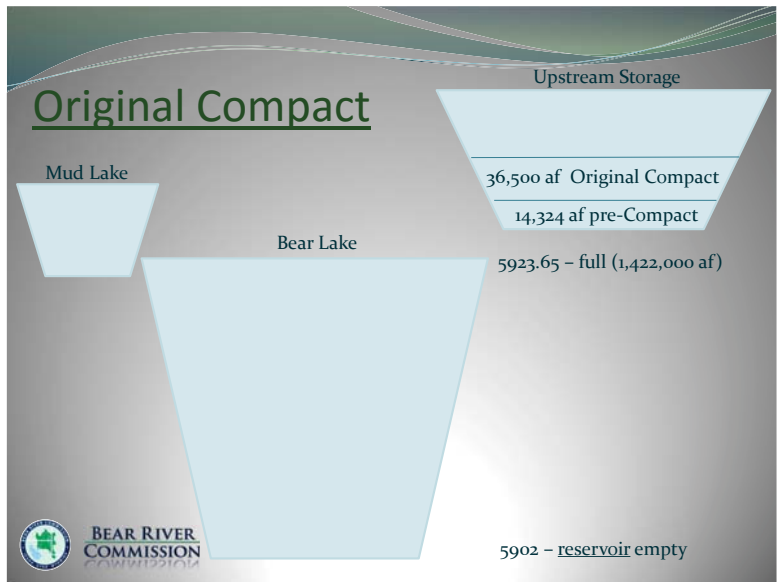 Original Compact
Upstream Storage
36,500 af Original Compact
14,324 af pre-Compact
Mud Lake
Bear Lake
5923.65 – full (1,422,000 af)
5902 – reservoir empty
BEAR RIVER
COMMISSION